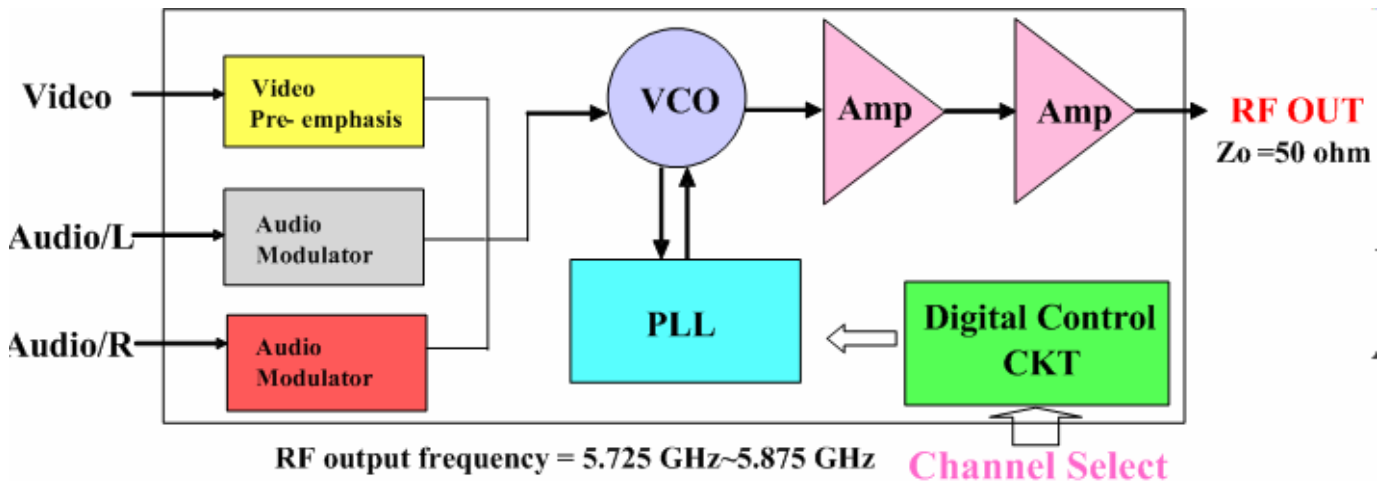 Video
Video
Pre- emphasis
VCO
Amp
Amp
RF OUT
Zo =50 ohm
Audio/L
Audio
Modulator
PLL
Digital Control
CKT
Audio/R
Audio
Modulator
RF output frequency = 5.725 GHz~5.875 GHz
Channel Select